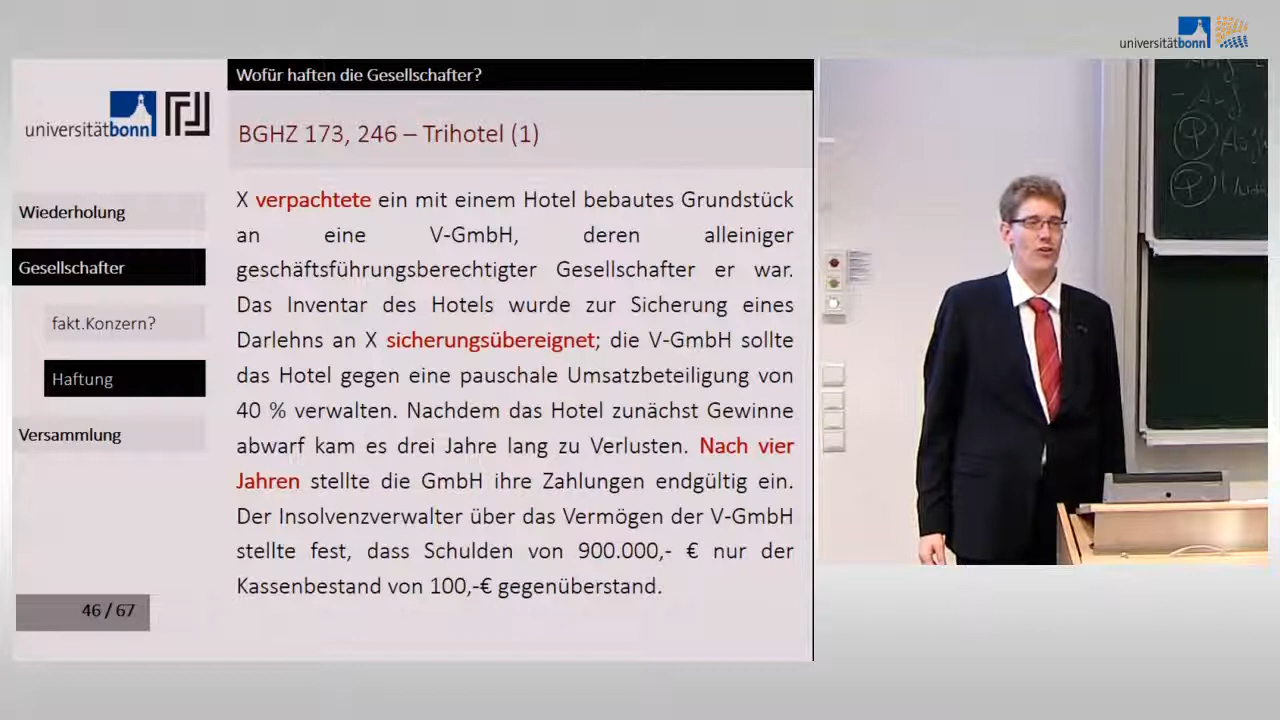 universitätbonn
Wofür haften die Gesellschafter?
universitätbonn
BGHZ 173, 246 – Trihotel (1)
Wiederholung
Gesellschafter
fakt.Konzern?
Haftung
Versammlung
46 / 67
X verpachtete ein mit einem Hotel bebautes Grundstück
an eine V-GmbH, deren alleiniger
geschäftsführungsberechtigter Gesellschafter er war.
Das Inventar des Hotels wurde zur Sicherung eines
Darlehns an X sicherungsübereignet; die V-GmbH sollte
das Hotel gegen eine pauschale Umsatzbeteiligung von
40 % verwalten. Nachdem das Hotel zunächst Gewinne
abwarf kam es drei Jahre lang zu Verlusten. Nach vier
Jahren stellte die GmbH ihre Zahlungen endgültig ein.
Der Insolvenzverwalter über das Vermögen der V-GmbH
stellte fest, dass Schulden von 900.000,- € nur der
Kassenbestand von 100,-€ gegenüberstand.